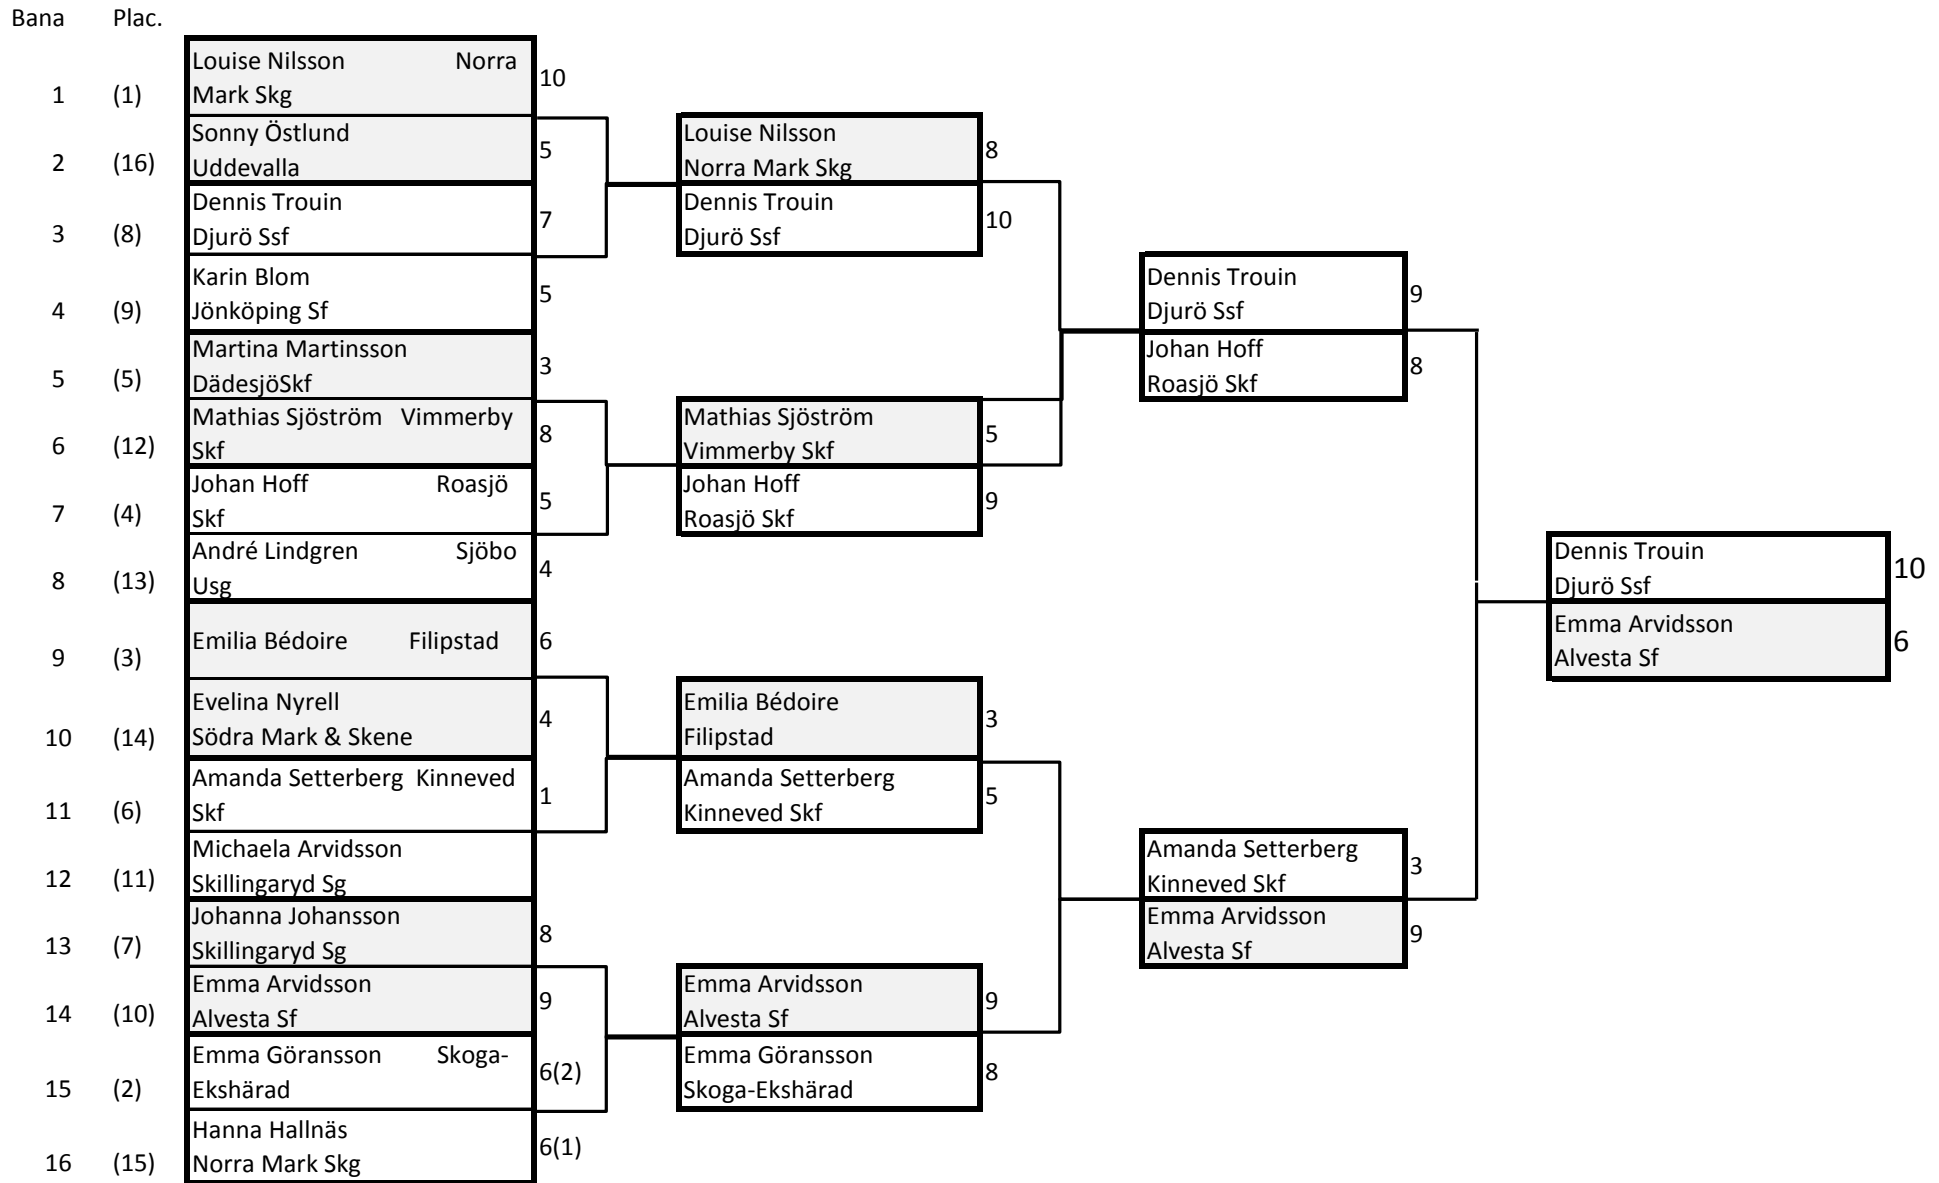 Bana Plac.
Louise Nilsson Norra
Mark Skg
10
1 (1)
Sonny Östlund
Uddevalla
5
2 (16)
Dennis Trouin
Djurö Ssf
7
3 (8)
Karin Blom
Jönköping Sf
5
4 (9)
Martina Martinsson
DädesjöSkf
3
5 (5)
Mathias Sjöström Vimmerby
Skf
8
6 (12)
Johan Hoff Roasjö
Skf
5
7 (4)
André Lindgren Sjöbo
Usg
4
8 (13)
Emilia Bédoire Filipstad
6
9 (3)
Evelina Nyrell
Södra Mark & Skene
4
10 (14)
Amanda Setterberg Kinneved
Skf
1
11 (6)
Michaela Arvidsson
Skillingaryd Sg
12 (11)
Johanna Johansson
Skillingaryd Sg
8
13 (7)
Emma Arvidsson
Alvesta Sf
9
14 (10)
Emma Göransson Skoga-
Ekshärad
6(2)
15 (2)
Hanna Hallnäs
Norra Mark Skg
6(1)
16 (15)
Louise Nilsson
Norra Mark Skg
8
Dennis Trouin
Djurö Ssf
10
Mathias Sjöström
Vimmerby Skf
5
Johan Hoff
Roasjö Skf
9
Emilia Bédoire
Filipstad
3
Amanda Setterberg
Kinneved Skf
5
Emma Arvidsson
Alvesta Sf
9
Emma Göransson
Skoga-Ekshärad
8
Dennis Trouin
Djurö Ssf
9
Johan Hoff
Roasjö Skf
8
Amanda Setterberg
Kinneved Skf
3
Emma Arvidsson
Alvesta Sf
9
Dennis Trouin
Djurö Ssf
10
Emma Arvidsson
Alvesta Sf
6